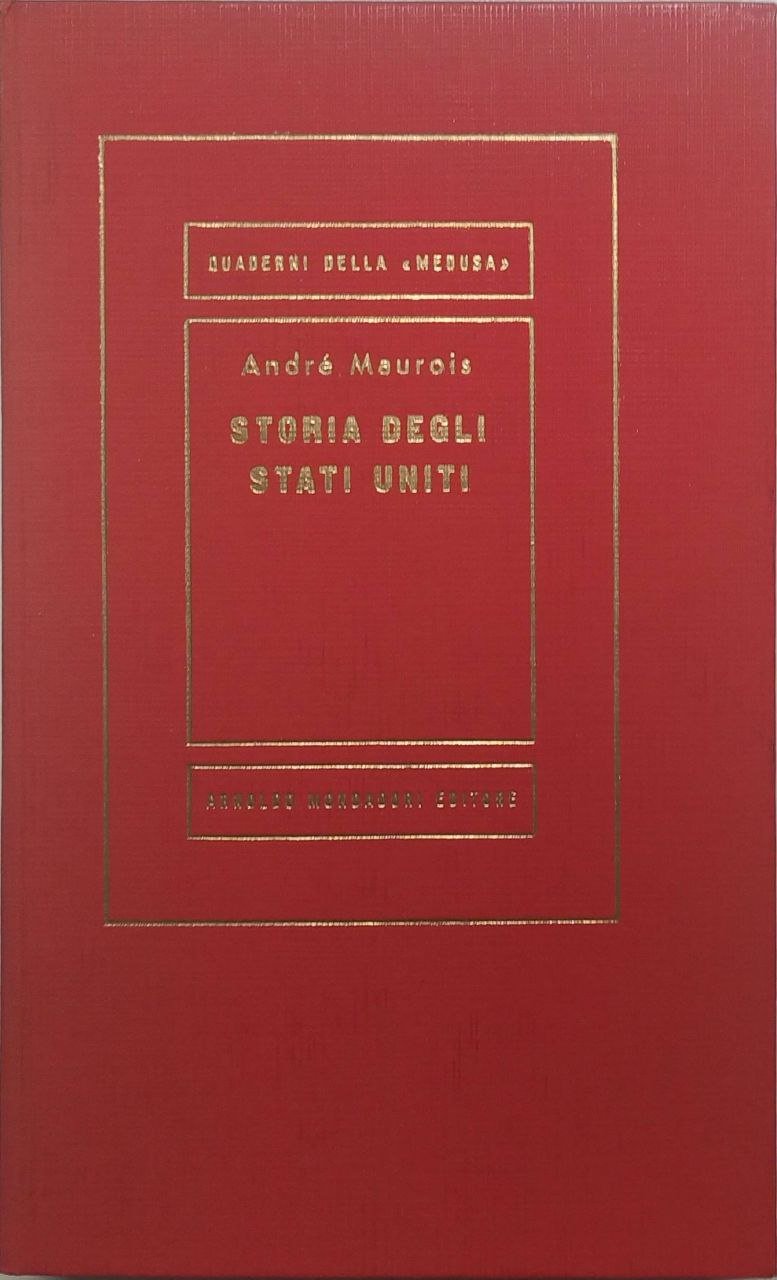 QUADERNI DELLA «MEDUSA»
André Maurois
STORIA DEGLI
STATI UNITI
ARNOLDO MONDADORI EDITORE